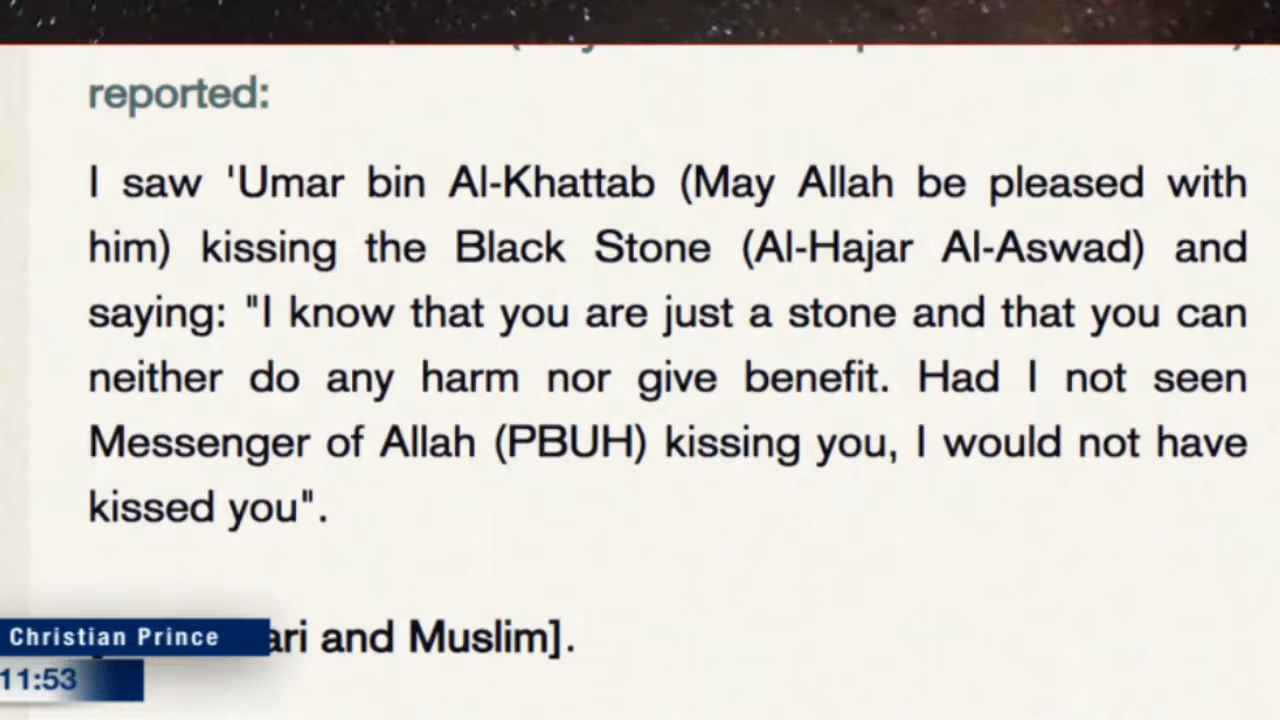 reported:
I saw 'Umar bin Al-Khattab (May Allah be pleased with
him) kissing the Black Stone (Al-Hajar Al-Aswad) and
saying: "I know that you are just a stone and that you can
neither do any harm nor give benefit. Had I not seen
Messenger of Allah (PBUH) kissing you, I would not have
kissed you".
Christian Prince
ari and Muslim].
11:53